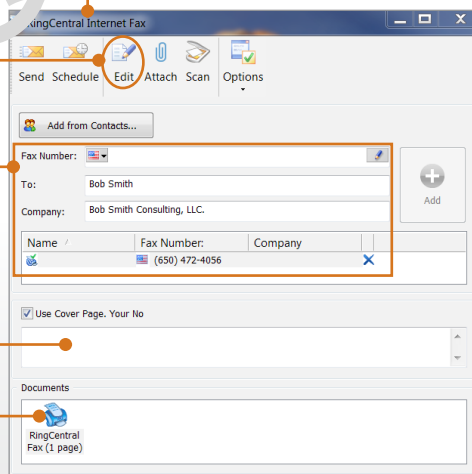 RingCentral Internet Fax
Send Schedule Edit Attach Scan Options
Add from Contacts...
Fax Number:
To: Bob Smith
Add
Company: Bob Smith Consulting, LLC.
Name Fax Number: Company
(650) 472-4056
Use Cover Page. Your No
Documents
RingCentral
Fax (1 page)